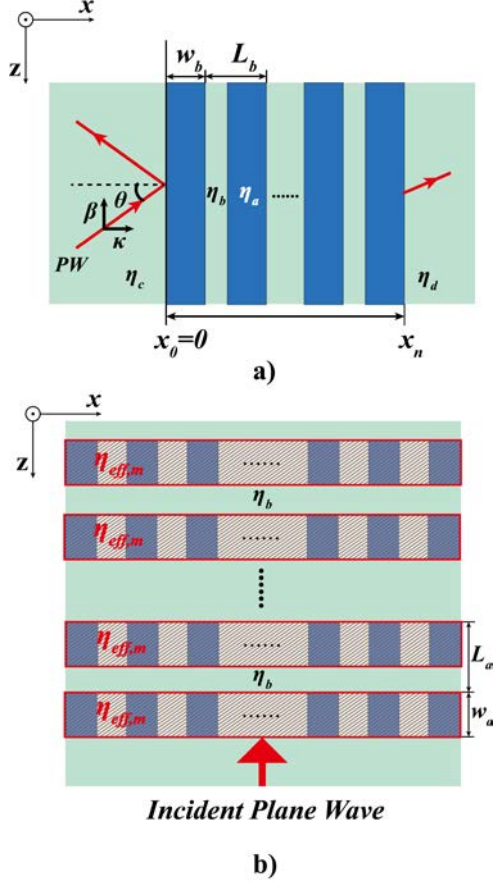 x
z
w_b L_b
θ
β
κ
PW
η_b η_a ......
η_c
η_d
x_0=0 x_n
a)
x
z
η_eff,m ......
η_b
η_eff,m ......
η_eff,m ......
L_a
η_b
η_eff,m ......
w_a
Incident Plane Wave
b)